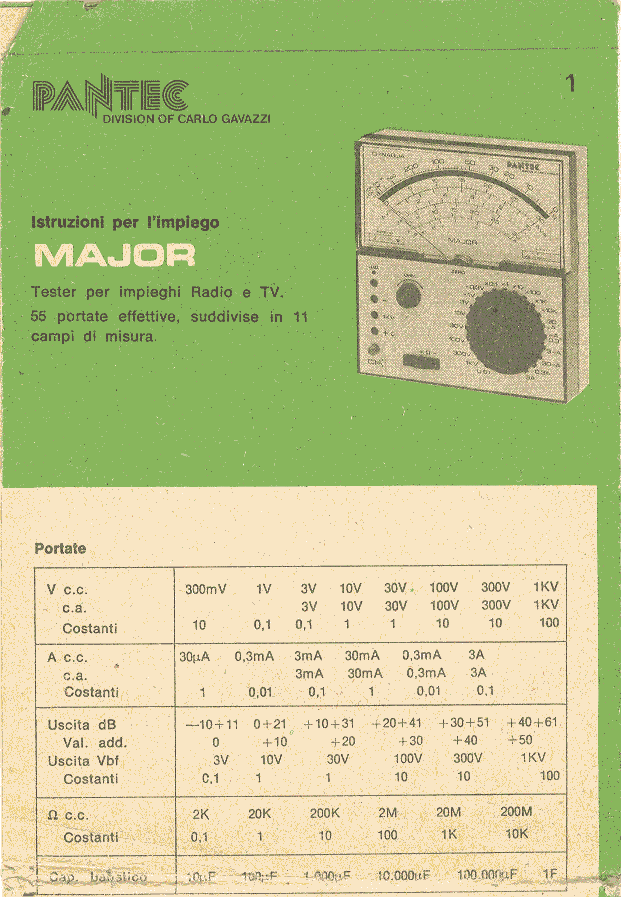 1
PANTEC
DIVISION OF CARLO GAVAZZI
PANTEC
MAJOR
Istruzioni per l'impiego
MAJOR
Tester per impieghi Radio e TV.
55 portate effettive, suddivise in 11
campi di misura.
Portate
V c.c. 300mV 1V 3V 10V 30V 100V 300V 1KV
c.a. 3V 10V 30V 100V 300V 1KV
Costanti 10 0,1 0,1 1 1 10 10 100
A c.c. 30µA 0,3mA 3mA 30mA 0,3mA 3A
c.a. 3mA 30mA 0,3mA 3A
Costanti 1 0,01 0,1 1 0,01 0,1
Uscita dB —10+11 0+21 +10+31 +20+41 +30+51 +40+61
Val. add. 0 +10 +20 +30 +40 +50
Uscita Vbf 3V 10V 30V 100V 300V 1KV
Costanti 0,1 1 1 10 10 100
Ω c.c. 2K 20K 200K 2M 20M 200M
Costanti 0,1 1 10 100 1K 10K
Cap. balistico 10µF 100µF 1.000µF 10.000µF 100.000µF 1F